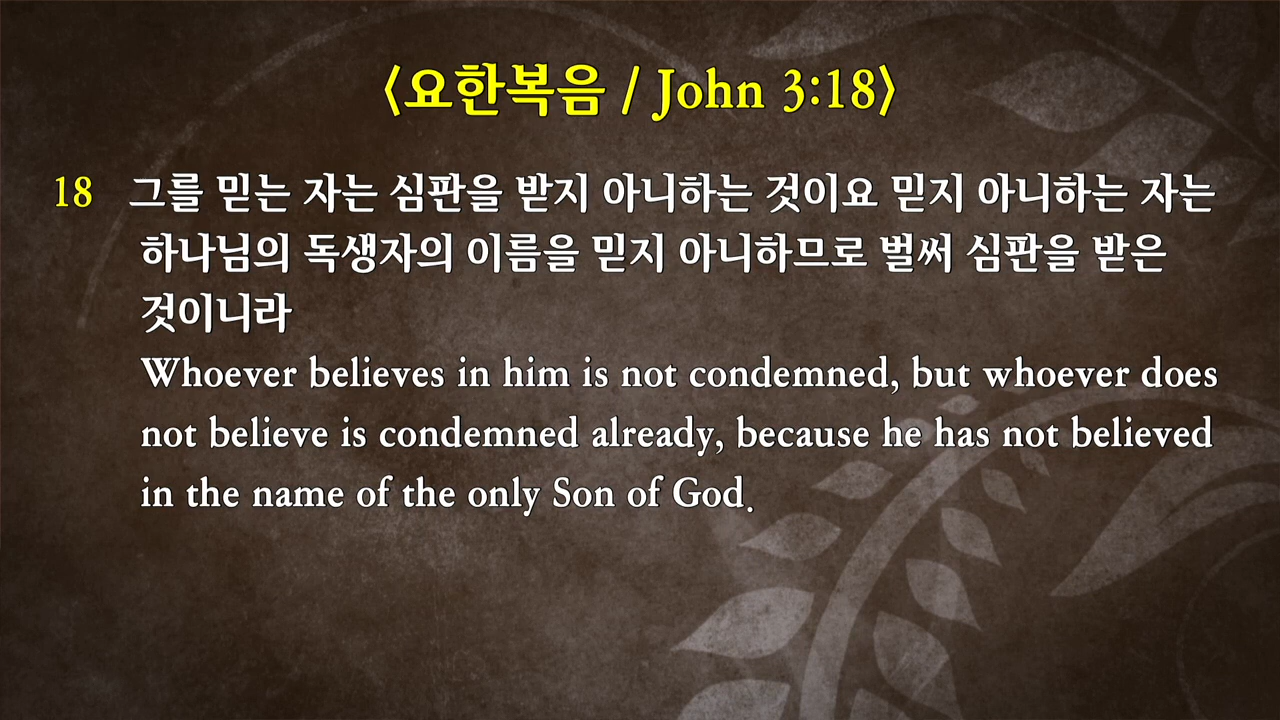 〈요한복음 / John 3:18〉
18 그를 믿는 자는 심판을 받지 아니하는 것이요 믿지 아니하는 자는
하나님의 독생자의 이름을 믿지 아니하므로 벌써 심판을 받은
것이니라
Whoever believes in him is not condemned, but whoever does
not believe is condemned already, because he has not believed
in the name of the only Son of God.